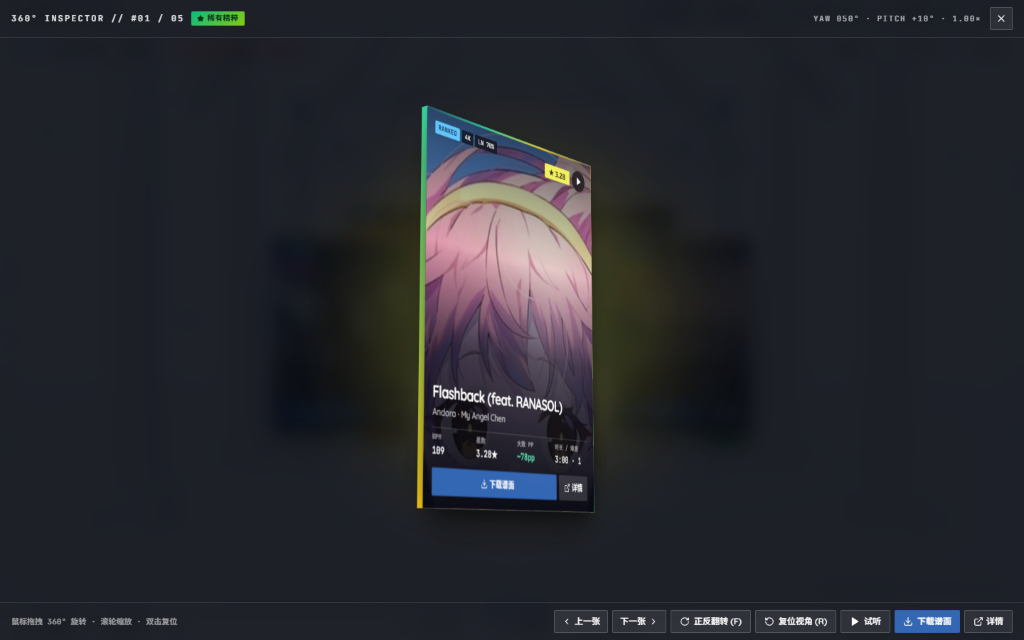 360° INSPECTOR // #01 / 05 ★ 稀有精粹
YAW 050° · PITCH +10° · 1.00×
RANKED 4K LN 70%
★ 3.28
Flashback (feat. RANASOL)
Andora · My Angel Chen
BPM
星数
大致 PP
时长 / 难度
189
3.28★
~78pp
3:00 · 1
下载谱面
详情
鼠标拖拽 360° 旋转 · 滚轮缩放 · 双击复位
上一张
下一张
正反翻转 (F)
复位视角 (R)
试听
下载谱面
详情